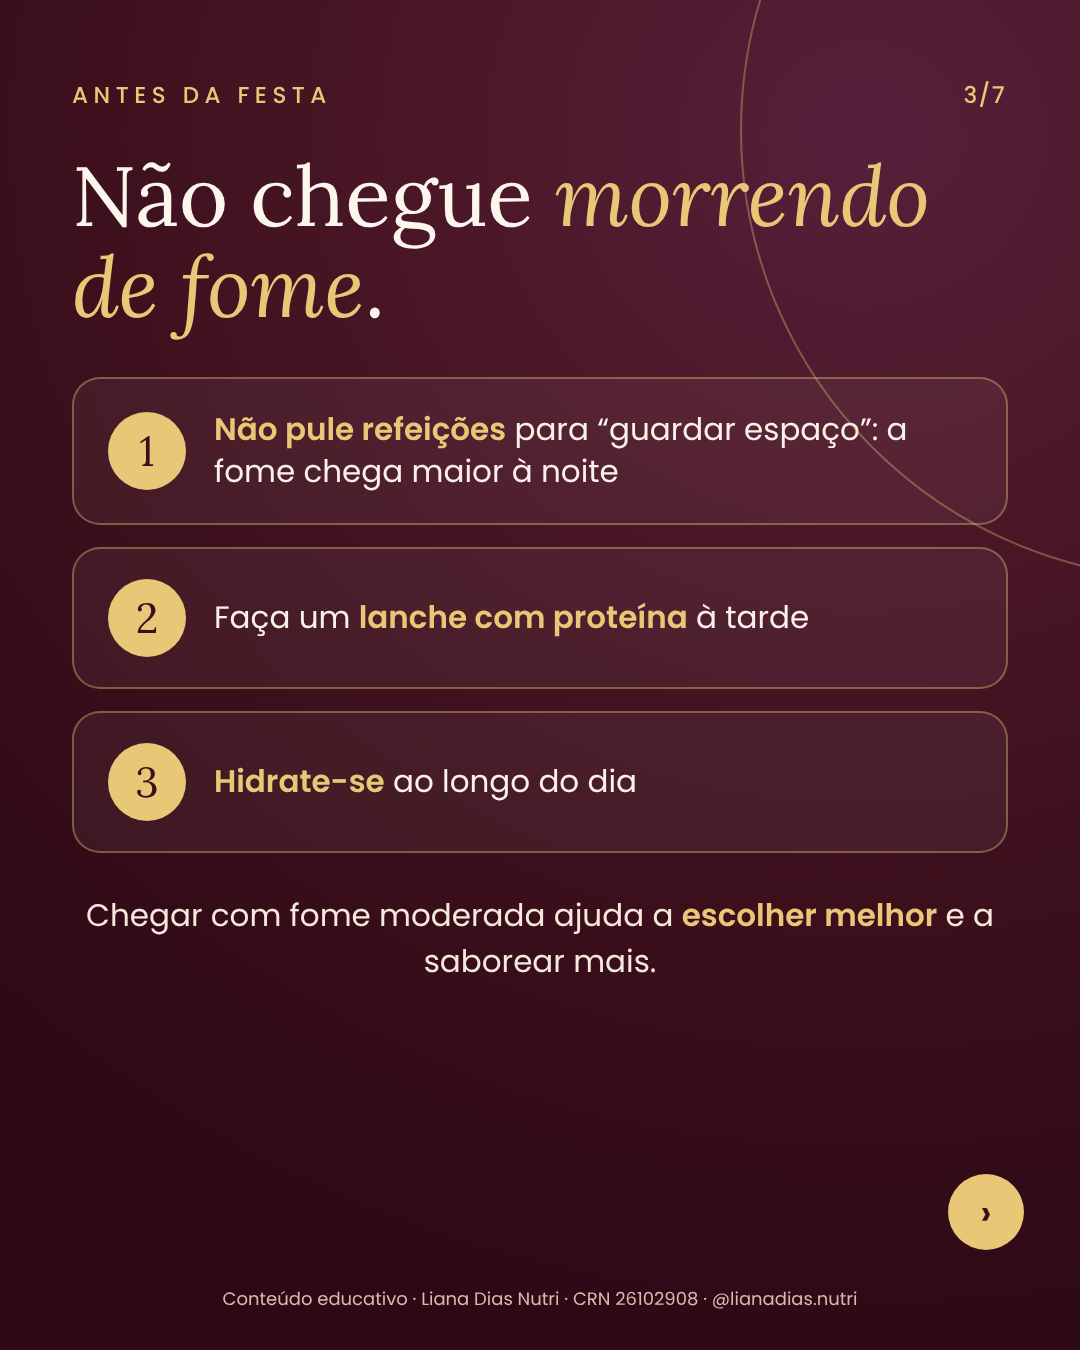 ANTES DA FESTA
3/7
Não chegue morrendo
de fome.
1
Não pule refeições para “guardar espaço”: a
fome chega maior à noite
2
Faça um lanche com proteína à tarde
3
Hidrate-se ao longo do dia
Chegar com fome moderada ajuda a escolher melhor e a
saborear mais.
›
Conteúdo educativo · Liana Dias Nutri · CRN 26102908 · @lianadias.nutri